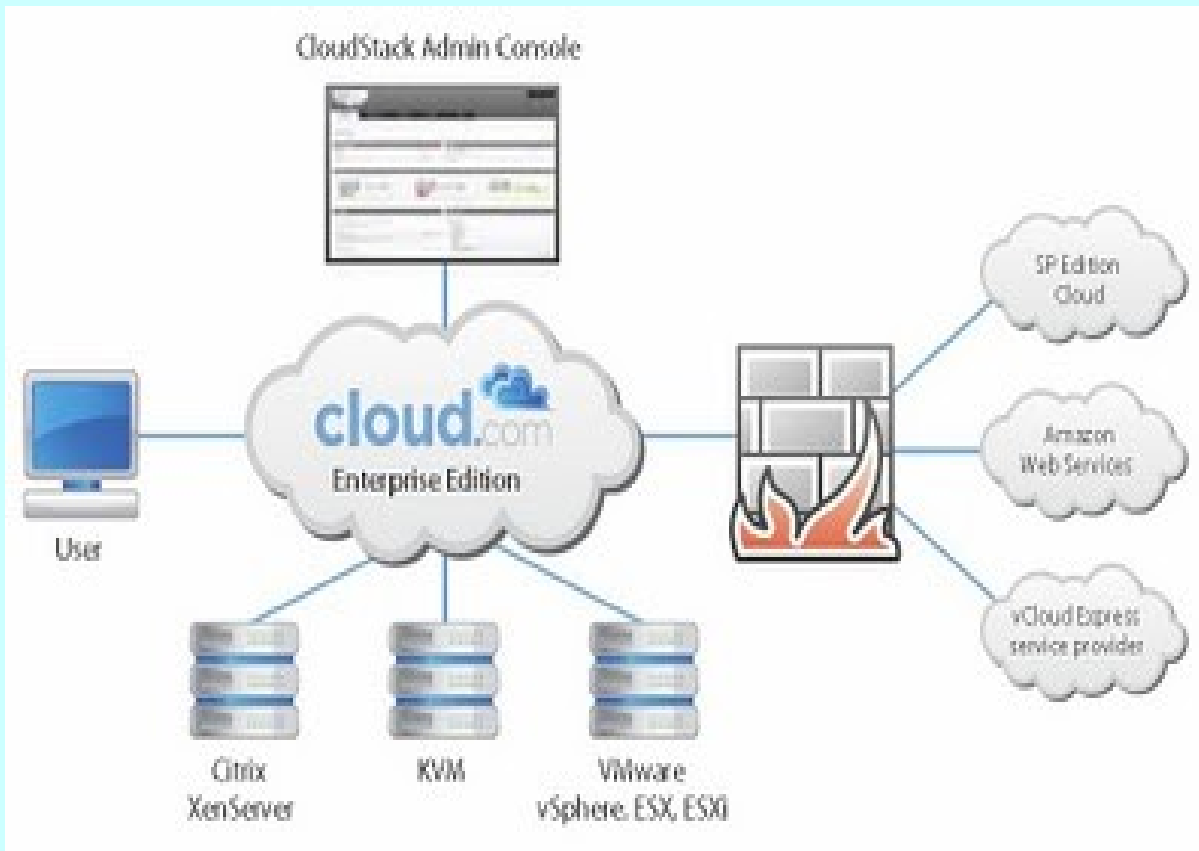 CloudStack Admin Console
SP Edition
Cloud
cloud.com
Enterprise Edition
Amazon
Web Services
User
vCloud Express
service provider
Citrix
XenServer
KVM
VMware
vSphere, ESX, ESXi